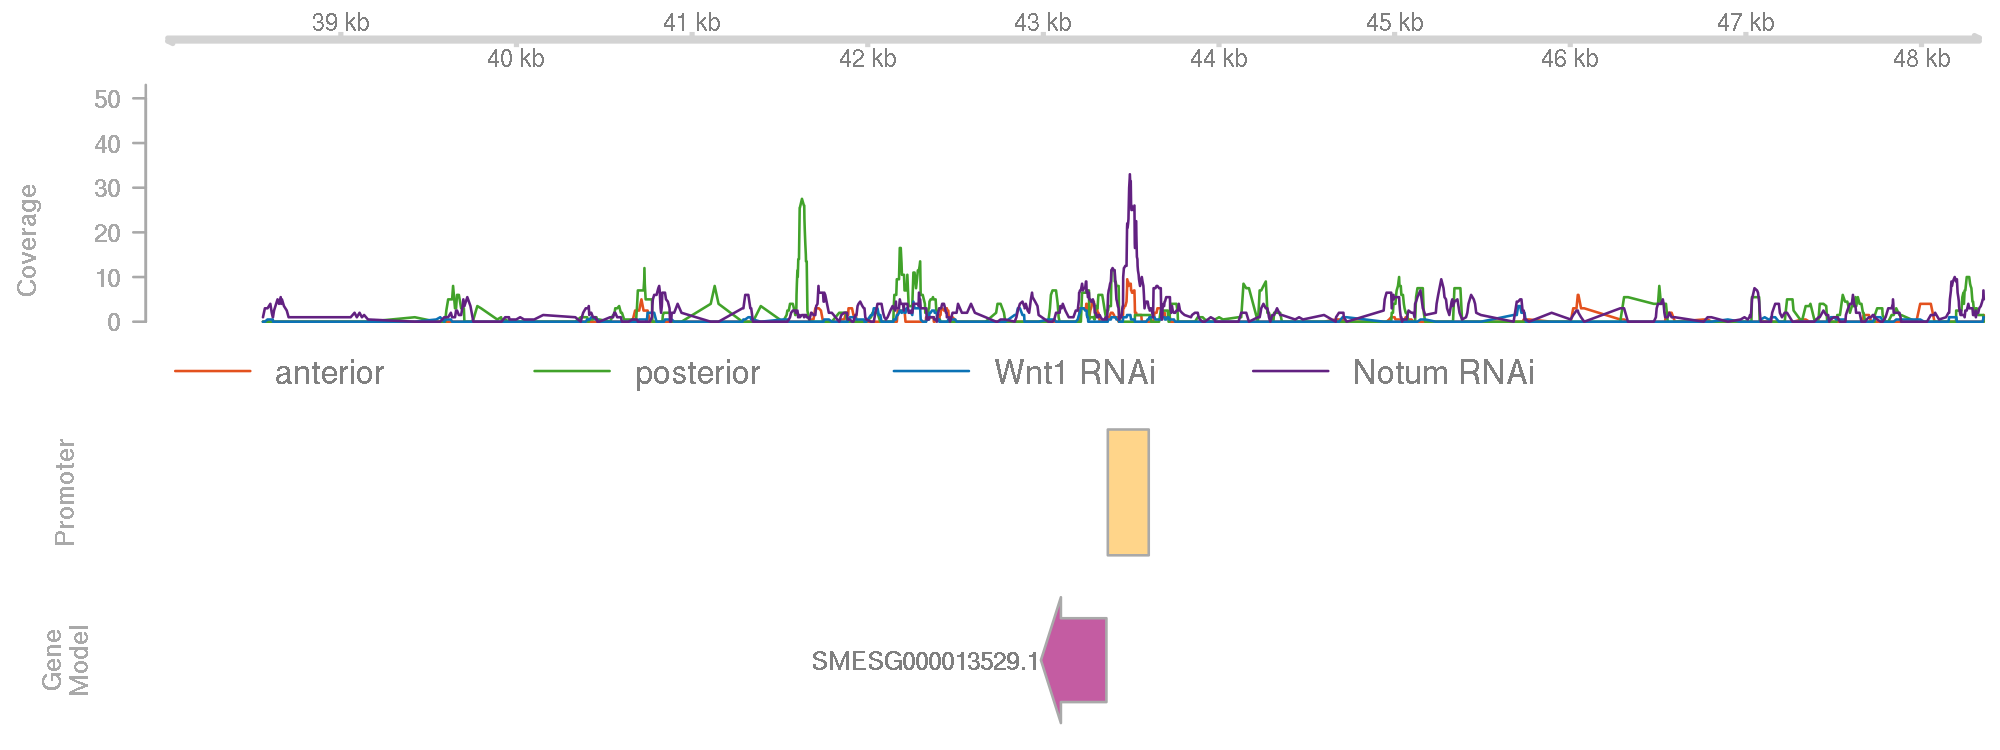 39 kb 41 kb 43 kb 45 kb 47 kb
40 kb 42 kb 44 kb 46 kb 48 kb
Coverage
50
40
30
20
10
0
anterior posterior Wnt1 RNAi Notum RNAi
Promoter
Gene
Model
SMESG000013529.1